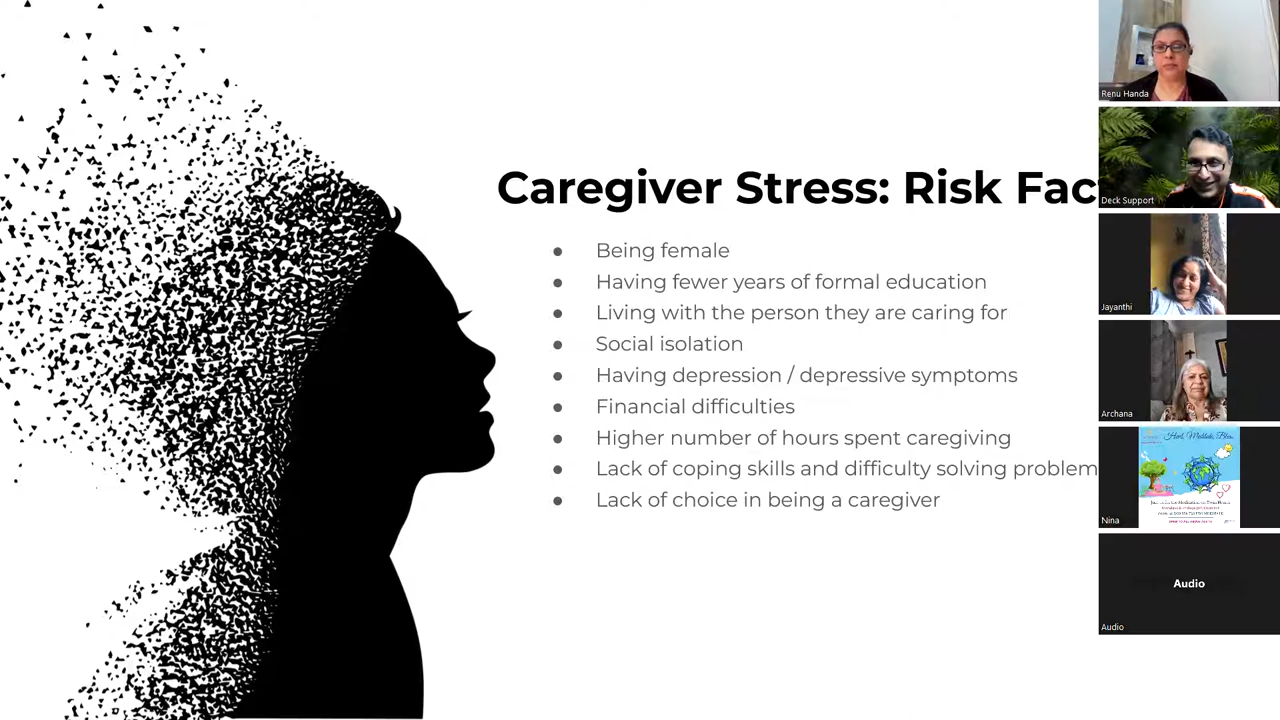 Caregiver Stress: Risk Fac
● Being female
● Having fewer years of formal education
● Living with the person they are caring for
● Social isolation
● Having depression / depressive symptoms
● Financial difficulties
● Higher number of hours spent caregiving
● Lack of coping skills and difficulty solving problem
● Lack of choice in being a caregiver
Renu Handa
Deck Support
Jayanthi
Archana
Nina
Audio
Audio